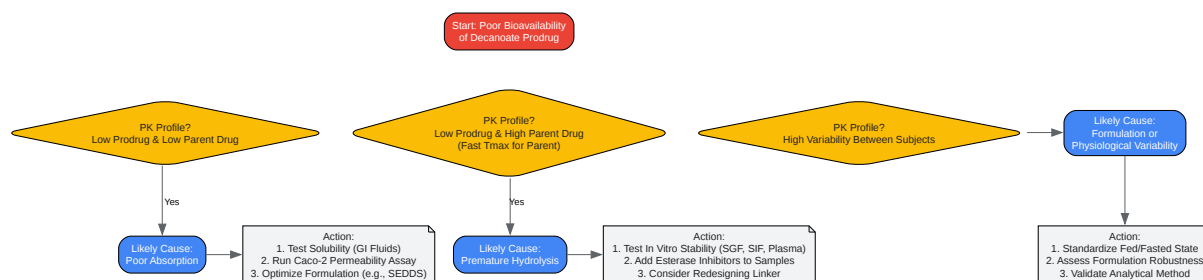 Start: Poor Bioavailability
of Decanoate Prodrug
PK Profile?
Low Prodrug & Low Parent Drug
PK Profile?
Low Prodrug & High Parent Drug
(Fast Tmax for Parent)
PK Profile?
High Variability Between Subjects
Likely Cause:
Formulation or
Physiological Variability
Yes
Yes
Likely Cause:
Poor Absorption
Action:
1. Test Solubility (GI Fluids)
2. Run Caco-2 Permeability Assay
3. Optimize Formulation (e.g., SEDDS)
Likely Cause:
Premature Hydrolysis
Action:
1. Test In Vitro Stability (SGF, SIF, Plasma)
2. Add Esterase Inhibitors to Samples
3. Consider Redesigning Linker
Action:
1. Standardize Fed/Fasted State
2. Assess Formulation Robustness
3. Validate Analytical Method